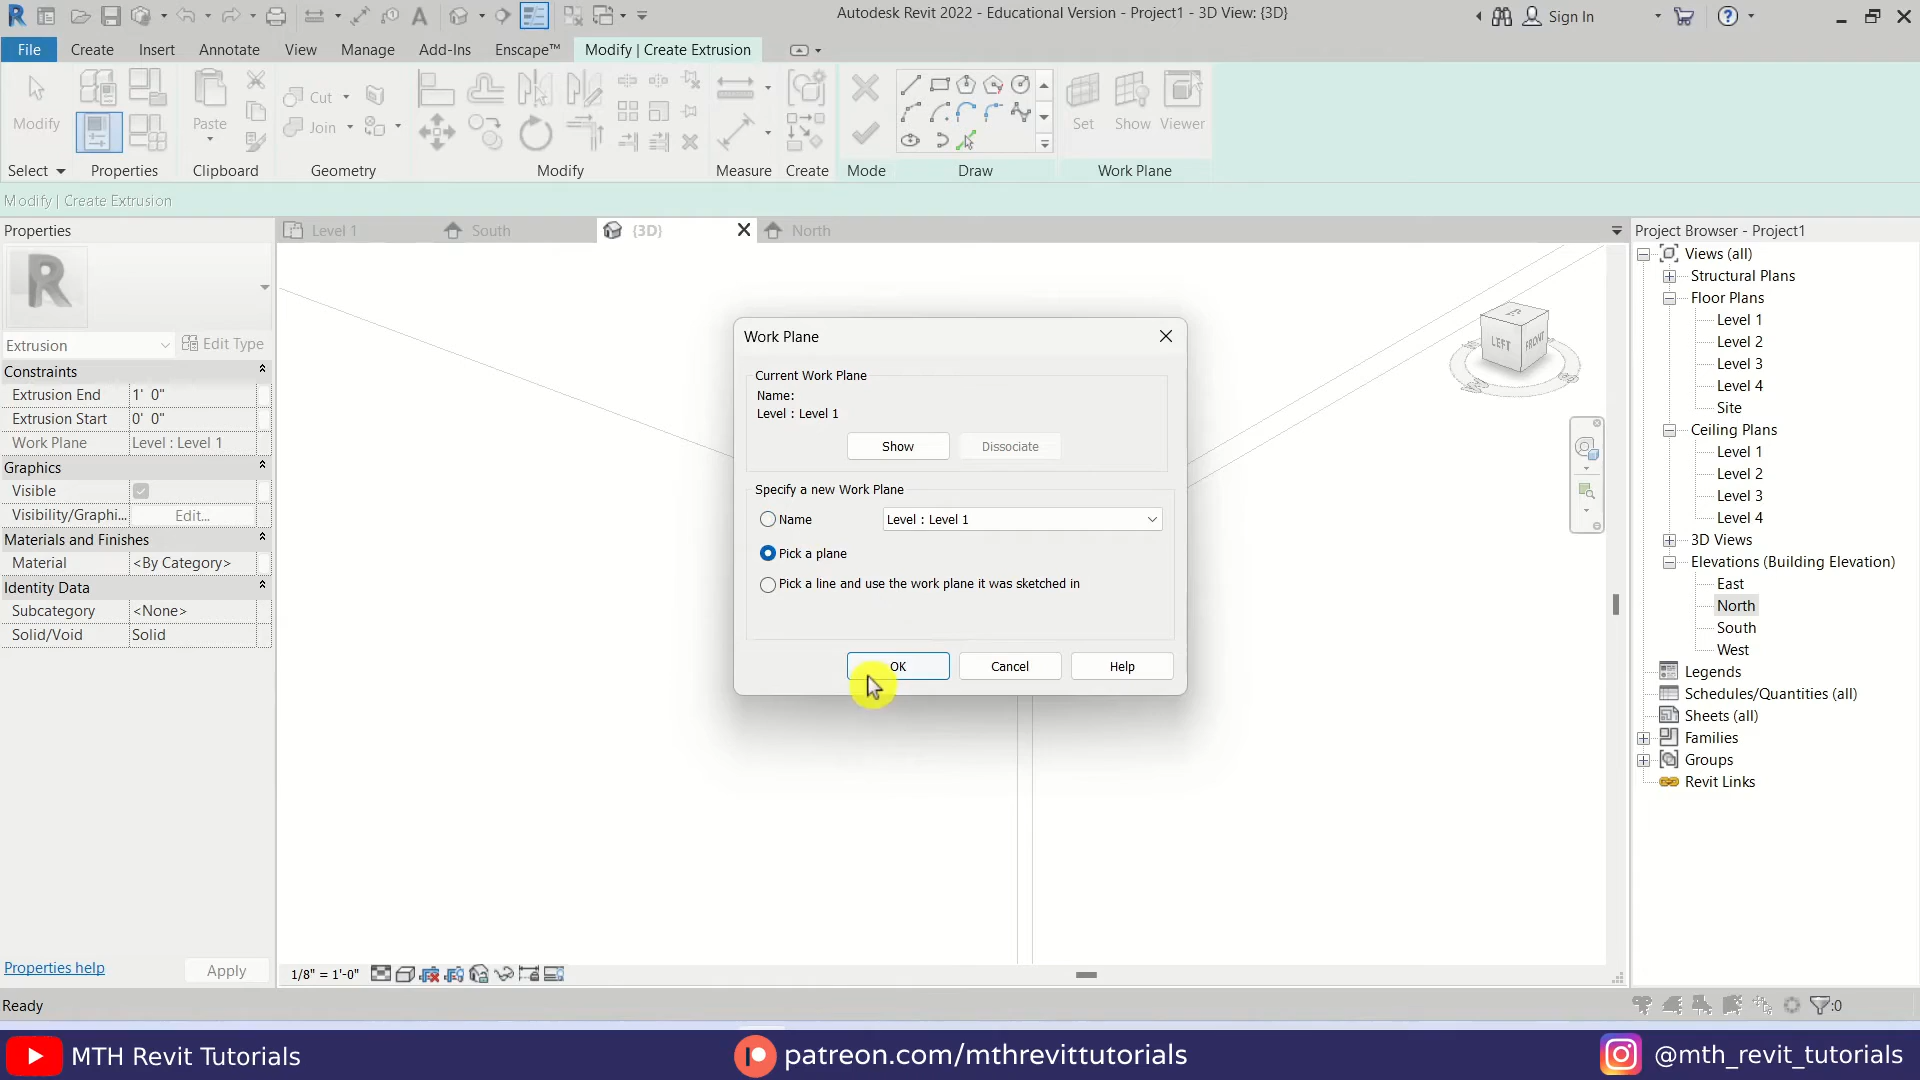 Autodesk Revit 2022 - Educational Version - Project1 - 3D View: {3D}
Sign In
File Create Insert Annotate View Manage Add-Ins Enscape™ Modify | Create Extrusion
Modify
Paste
Cut
Join
Set Show Viewer
Select Properties Clipboard Geometry Modify Measure Create Mode Draw Work Plane
Modify | Create Extrusion
Properties
R
Extrusion
Edit Type
Constraints
Extrusion End 1' 0"
Extrusion Start 0' 0"
Work Plane Level : Level 1
Graphics
Visible
Visibility/Graphi... Edit...
Materials and Finishes
Material <By Category>
Identity Data
Subcategory <None>
Solid/Void Solid
Properties help
Apply
Level 1
South
{3D}
North
LEFT
FRONT
Work Plane
Current Work Plane
Name:
Level : Level 1
Show
Dissociate
Specify a new Work Plane
Name
Level : Level 1
Pick a plane
Pick a line and use the work plane it was sketched in
OK
Cancel
Help
1/8" = 1'-0"
Project Browser - Project1
Views (all)
Structural Plans
Floor Plans
Level 1
Level 2
Level 3
Level 4
Site
Ceiling Plans
Level 1
Level 2
Level 3
Level 4
3D Views
Elevations (Building Elevation)
East
North
South
West
Legends
Schedules/Quantities (all)
Sheets (all)
Families
Groups
Revit Links
Ready
:0
MTH Revit Tutorials
patreon.com/mthrevittutorials
@mth_revit_tutorials